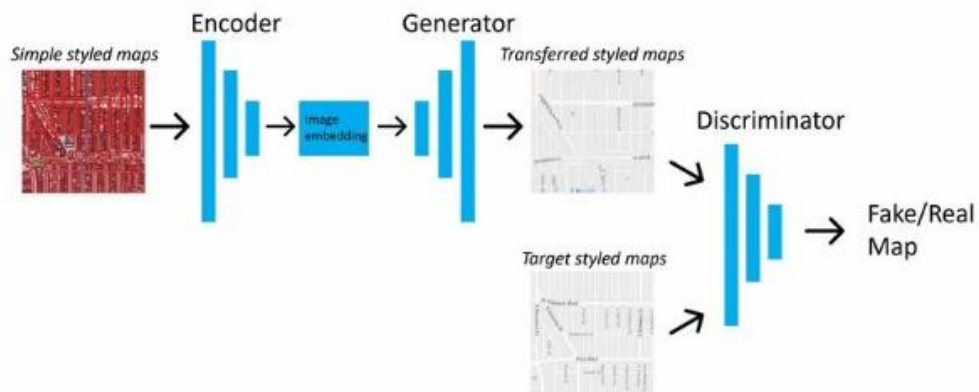 Encoder
Generator
Simple styled maps
Transferred styled maps
image
embedding
Discriminator
Fake/Real
Map
Target styled maps